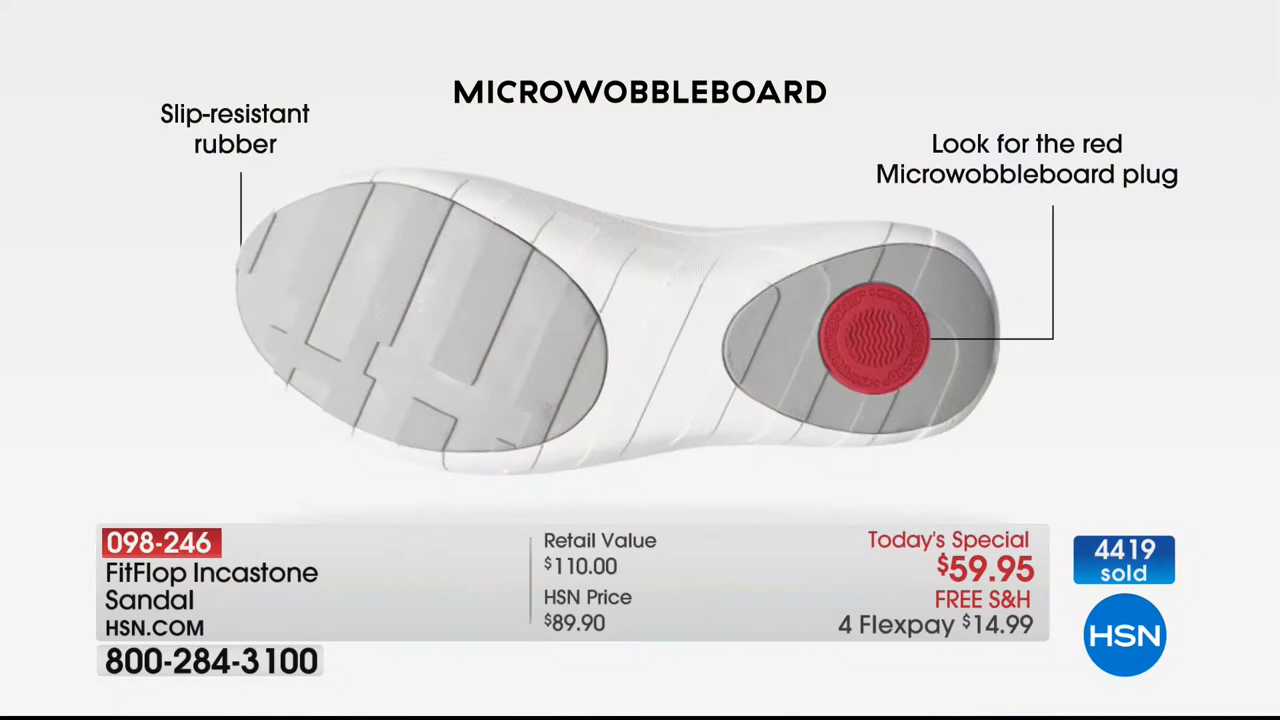 MICROWOBBLEBOARD
Slip-resistant
rubber
Look for the red
Microwobbleboard plug
098-246
FitFlop Incastone
Sandal
HSN.COM
800-284-3100
Retail Value
$110.00
HSN Price
$89.90
Today's Special
$59.95
FREE S&H
4 Flexpay $14.99
4419
sold
HSN